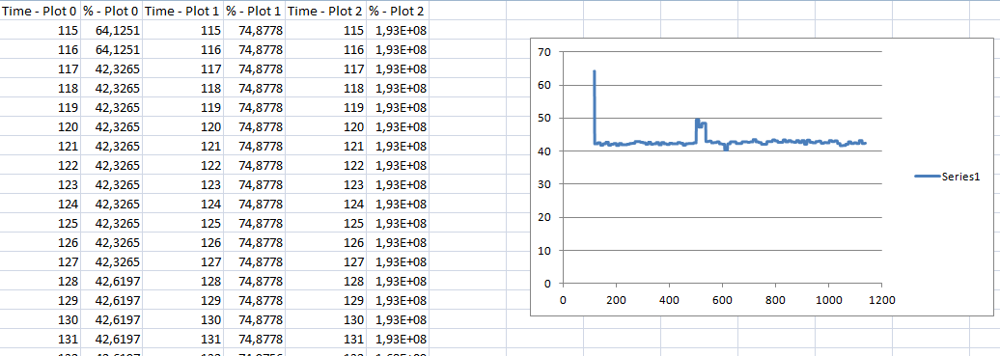 Time - Plot 0 % - Plot 0 Time - Plot 1 % - Plot 1 Time - Plot 2 % - Plot 2
115 64,1251 115 74,8778 115 1,93E+08
116 64,1251 116 74,8778 116 1,93E+08
117 42,3265 117 74,8778 117 1,93E+08
118 42,3265 118 74,8778 118 1,93E+08
119 42,3265 119 74,8778 119 1,93E+08
120 42,3265 120 74,8778 120 1,93E+08
121 42,3265 121 74,8778 121 1,93E+08
122 42,3265 122 74,8778 122 1,93E+08
123 42,3265 123 74,8778 123 1,93E+08
124 42,3265 124 74,8778 124 1,93E+08
125 42,3265 125 74,8778 125 1,93E+08
126 42,3265 126 74,8778 126 1,93E+08
127 42,3265 127 74,8778 127 1,93E+08
128 42,6197 128 74,8778 128 1,93E+08
129 42,6197 129 74,8778 129 1,93E+08
130 42,6197 130 74,8778 130 1,93E+08
131 42,6197 131 74,8778 131 1,93E+08
70
60
50
40
30
20
10
0
0 200 400 600 800 1000 1200
Series1